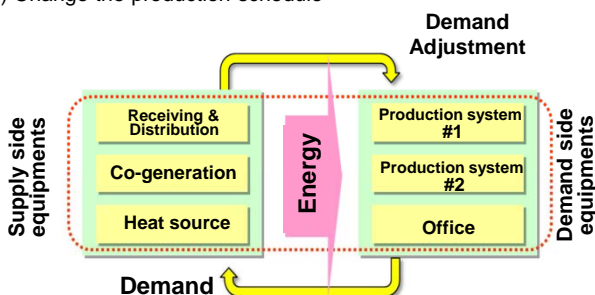 ) Change the production schedule
Demand
Adjustment
Supply side
equipments
Receiving &
Distribution
Co-generation
Heat source
Energy
Production system
#1
Production system
#2
Office
Demand side
equipments
Demand